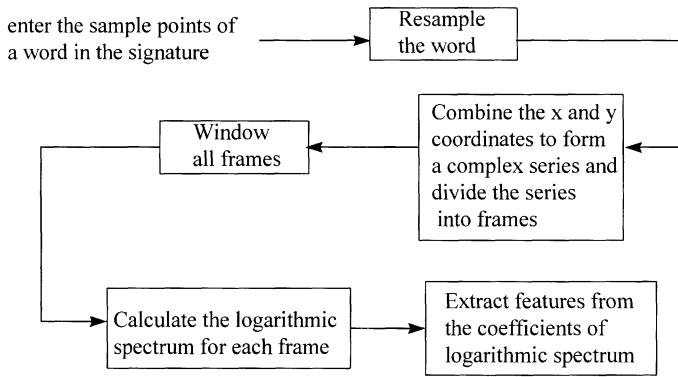 enter the sample points of
a word in the signature
Resample
the word
Combine the x and y
coordinates to form
a complex series and
divide the series
into frames
Window
all frames
Calculate the logarithmic
spectrum for each frame
Extract features from
the coefficients of
logarithmic spectrum